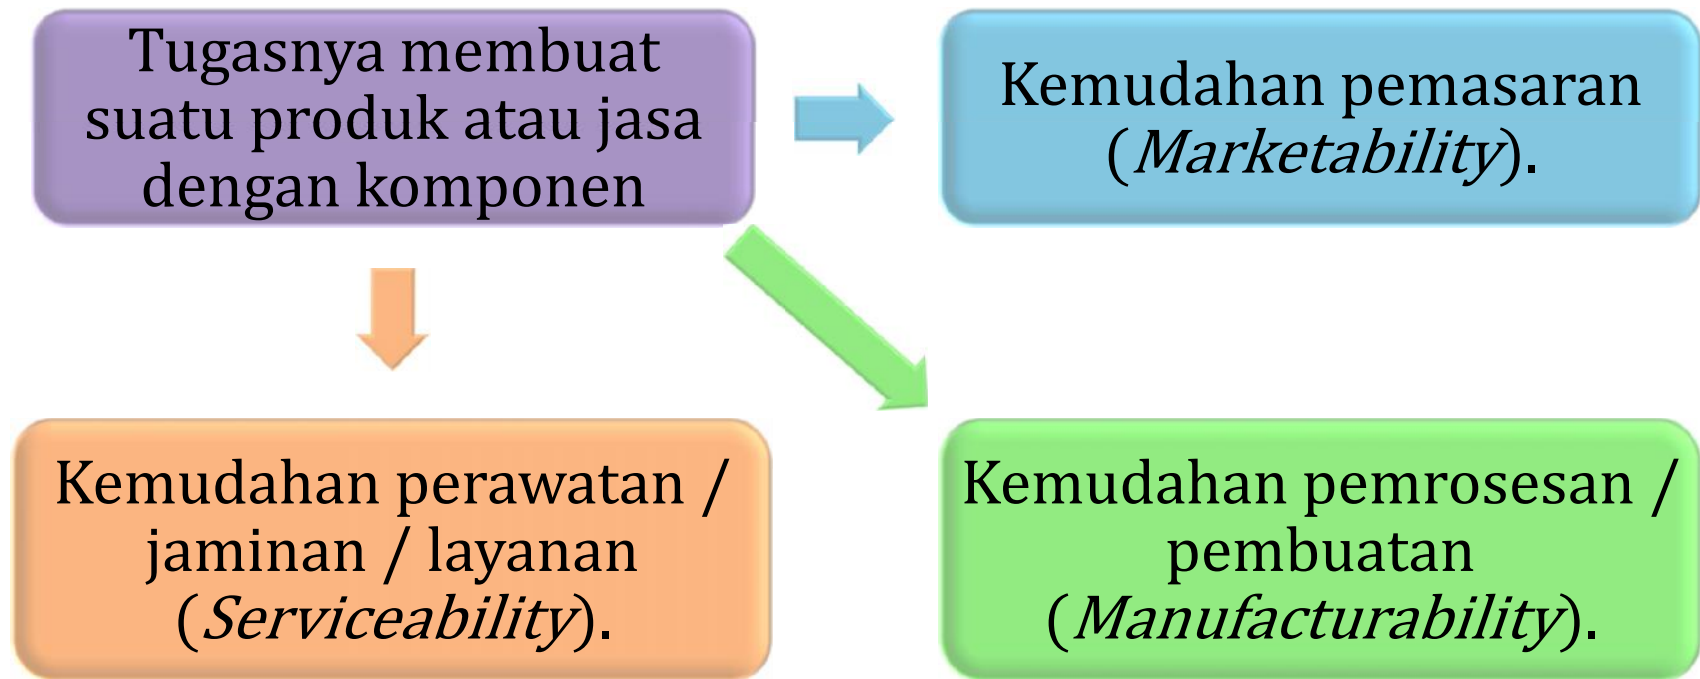 Tugasnya membuat
suatu produk atau jasa
dengan komponen
Kemudahan pemasaran
(Marketability).
Kemudahan perawatan /
jaminan / layanan
(Serviceability).
Kemudahan pemrosesan /
pembuatan
(Manufacturability).